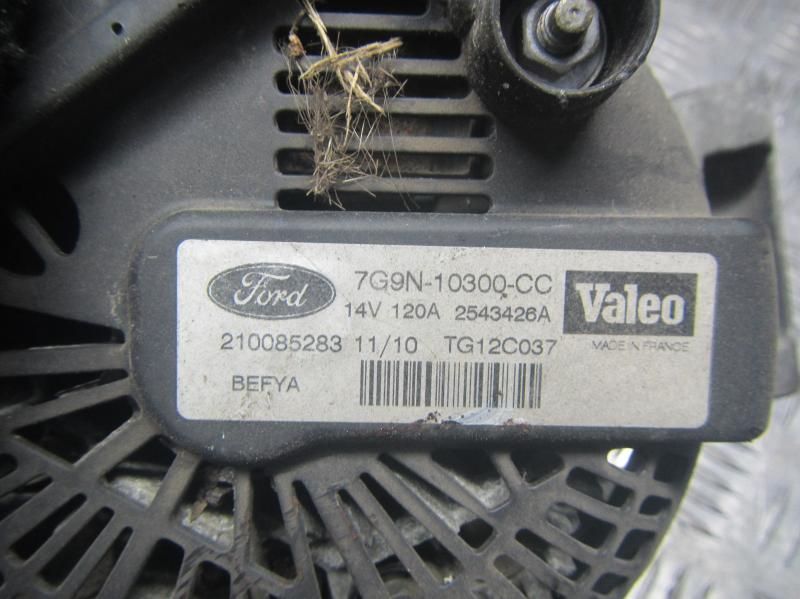 Ford 7G9N-10300-CC Valeo
14V 120A 2543426A
210085283 11/10 TG12C037 MADE IN FRANCE
BEFYA